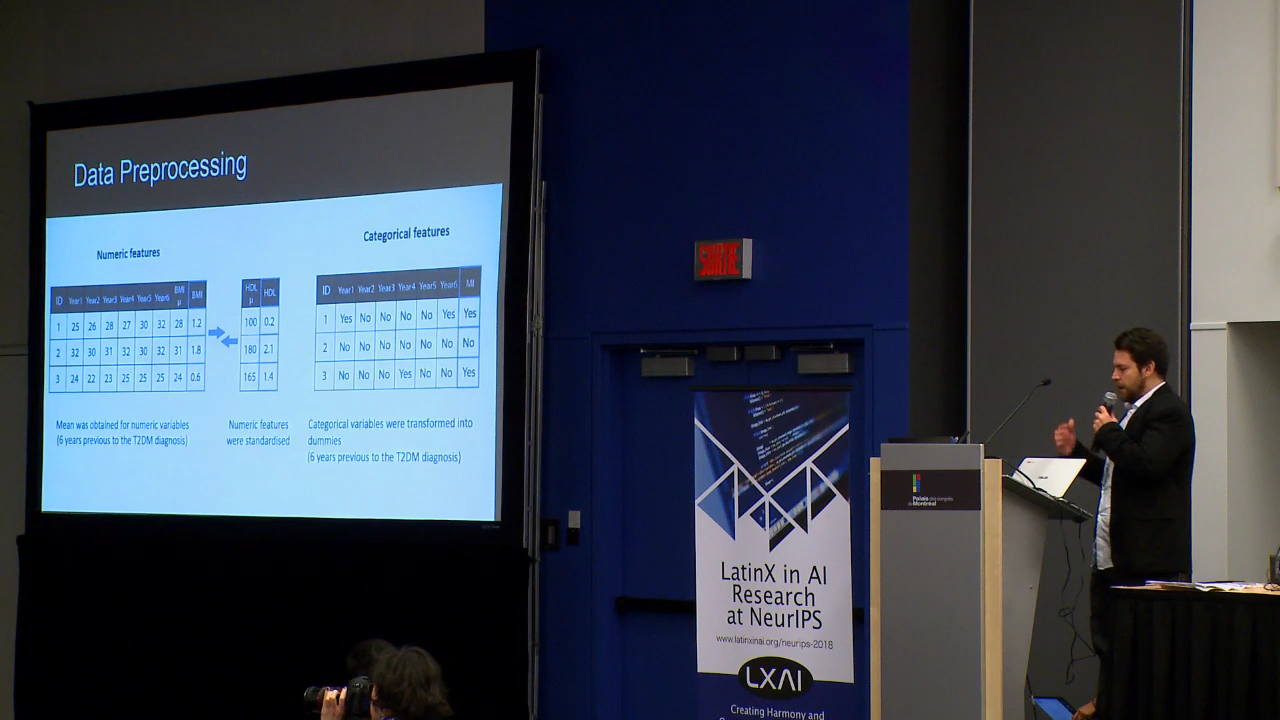 Data Preprocessing
Numeric features
Categorical features
ID Year1 Year2 Year3 Year4 Year5 Year6 BMI μ BMI
1 25 26 28 27 30 32 28 1.2
2 32 30 31 32 30 32 31 1.8
3 24 22 23 25 25 25 24 0.6
HDL μ HDL
100 0.2
180 2.1
165 1.4
ID Year1 Year2 Year3 Year4 Year5 Year6 MI
1 Yes No No No No Yes Yes
2 No No No No No No No
3 No No No Yes No No Yes
Mean was obtained for numeric variables
(6 years previous to the T2DM diagnosis)
Numeric features
were standardised
Categorical variables were transformed into
dummies
(6 years previous to the T2DM diagnosis)
SORTIE
LatinX in AI
Research
at NeurIPS
www.latinxinai.org/neurips-2018
LXAI
Creating Harmony and
Palais des congrès
de Montréal